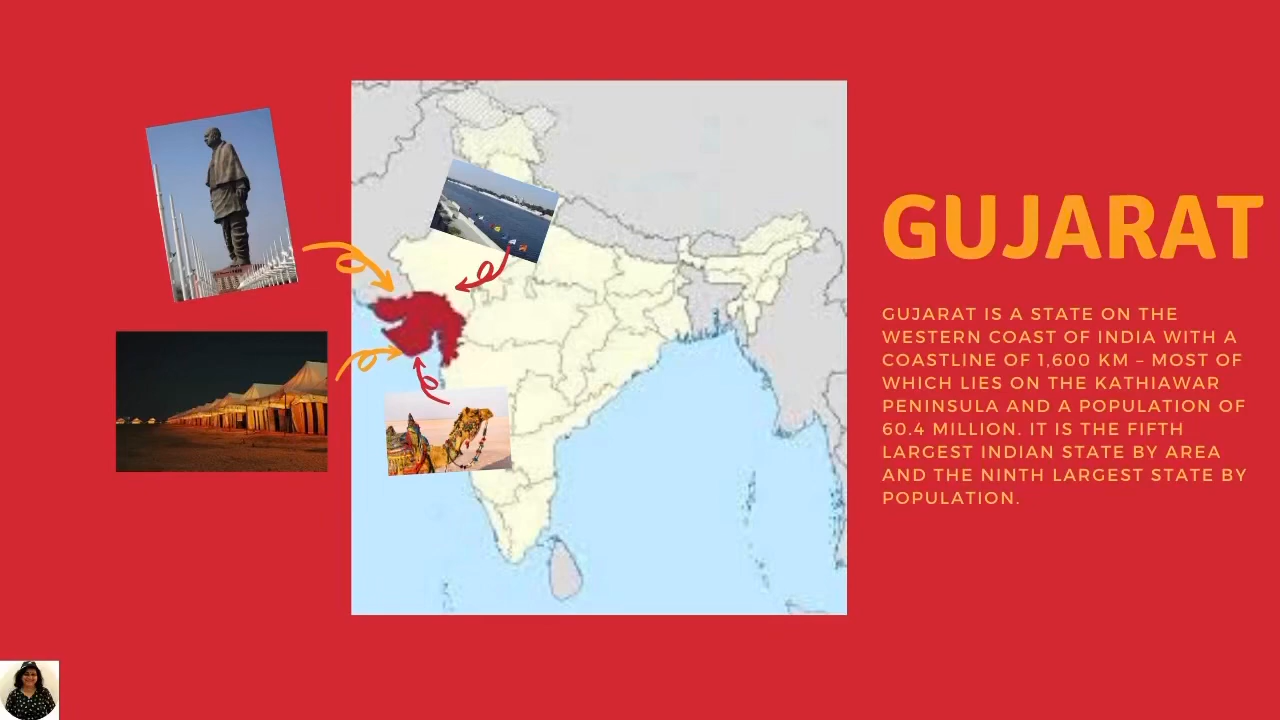 GUJARAT
GUJARAT IS A STATE ON THE
WESTERN COAST OF INDIA WITH A
COASTLINE OF 1,600 KM – MOST OF
WHICH LIES ON THE KATHIAWAR
PENINSULA AND A POPULATION OF
60.4 MILLION. IT IS THE FIFTH
LARGEST INDIAN STATE BY AREA
AND THE NINTH LARGEST STATE BY
POPULATION.